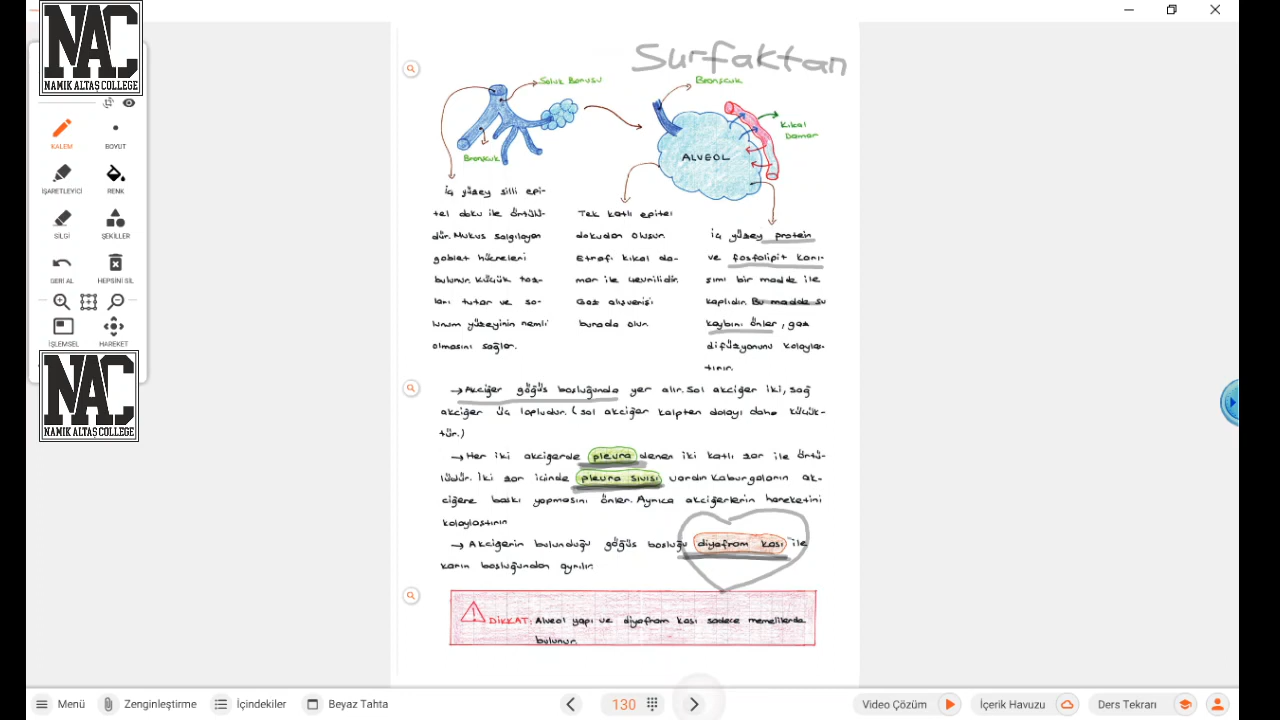 NAC
NAMIK ALTAŞ COLLEGE
KALEM
BOYUT
İŞARETLEYİCİ
RENK
SİLGİ
ŞEKİLLER
GERİ AL
HEPSİNİ SİL
İŞLEMSEL
HAREKET
NAC
NAMIK ALTAŞ COLLEGE
Surfaktan
Soluk Borusu
Bronşcuk
Bronşcuk
Kılcal
Damar
ALVEOL
İç yüzey silli epi-
tel doku ile örtülü-
dür. Mukus salgılayan
goblet hücreleri
bulunur. Küçük toz-
ları tutar ve so-
lunum yüzeyinin nemli
olmasını sağlar.
Tek katlı epitel
dokudan oluşur.
Etrafı kılcal da-
mar ile çevrilidir.
Gaz alışverişi
burada olur.
İç yüzey protein
ve fosfolipit karı-
şımı bir madde ile
kaplıdır. Bu madde su
kaybını önler, gaz
difüzyonunu kolaylaş-
tırır.
→ Akciğer göğüs boşluğunda yer alır. Sol akciğer iki, sağ
akciğer üç lopludur. (Sol akciğer kalpten dolayı daha küçük-
tür.)
→ Her iki akciğerde plevra denen iki katlı zar ile örtü-
lüdür. İki zar içinde plevra sıvısı vardır. Kaburgaların ak-
ciğere baskı yapmasını önler. Ayrıca akciğerlerin hareketini
kolaylaştırır.
→ Akciğerin bulunduğu göğüs boşluğu diyafram kası ile
karın boşluğundan ayrılır.
DİKKAT: Alveol yapı ve diyafram kası sadece memelilerde
bulunur.
Menü
Zenginleştirme
İçindekiler
Beyaz Tahta
130
Video Çözüm
İçerik Havuzu
Ders Tekrarı